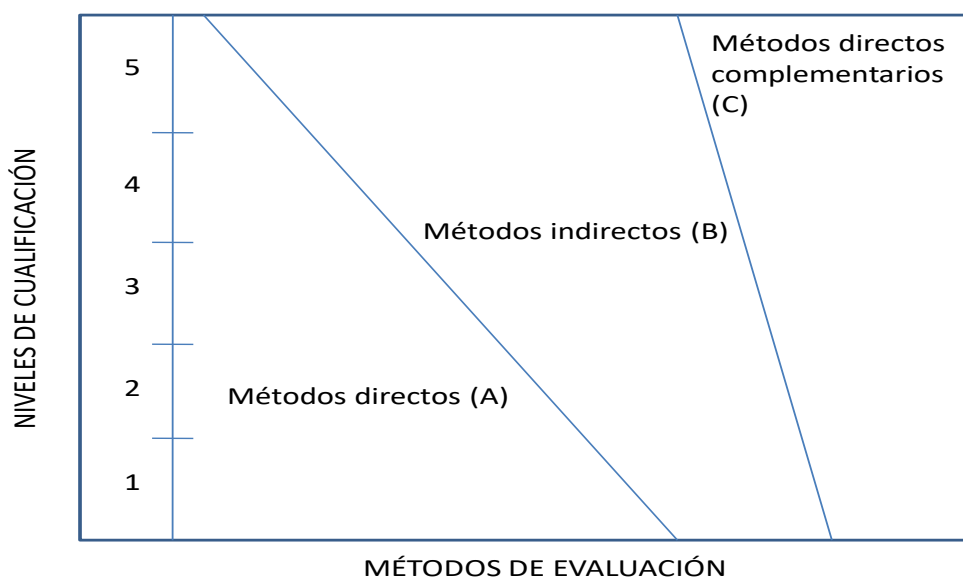 NIVELES DE CUALIFICACIÓN
5
4
3
2
1
Métodos directos
complementarios
(C)
Métodos indirectos (B)
Métodos directos (A)
MÉTODOS DE EVALUACIÓN